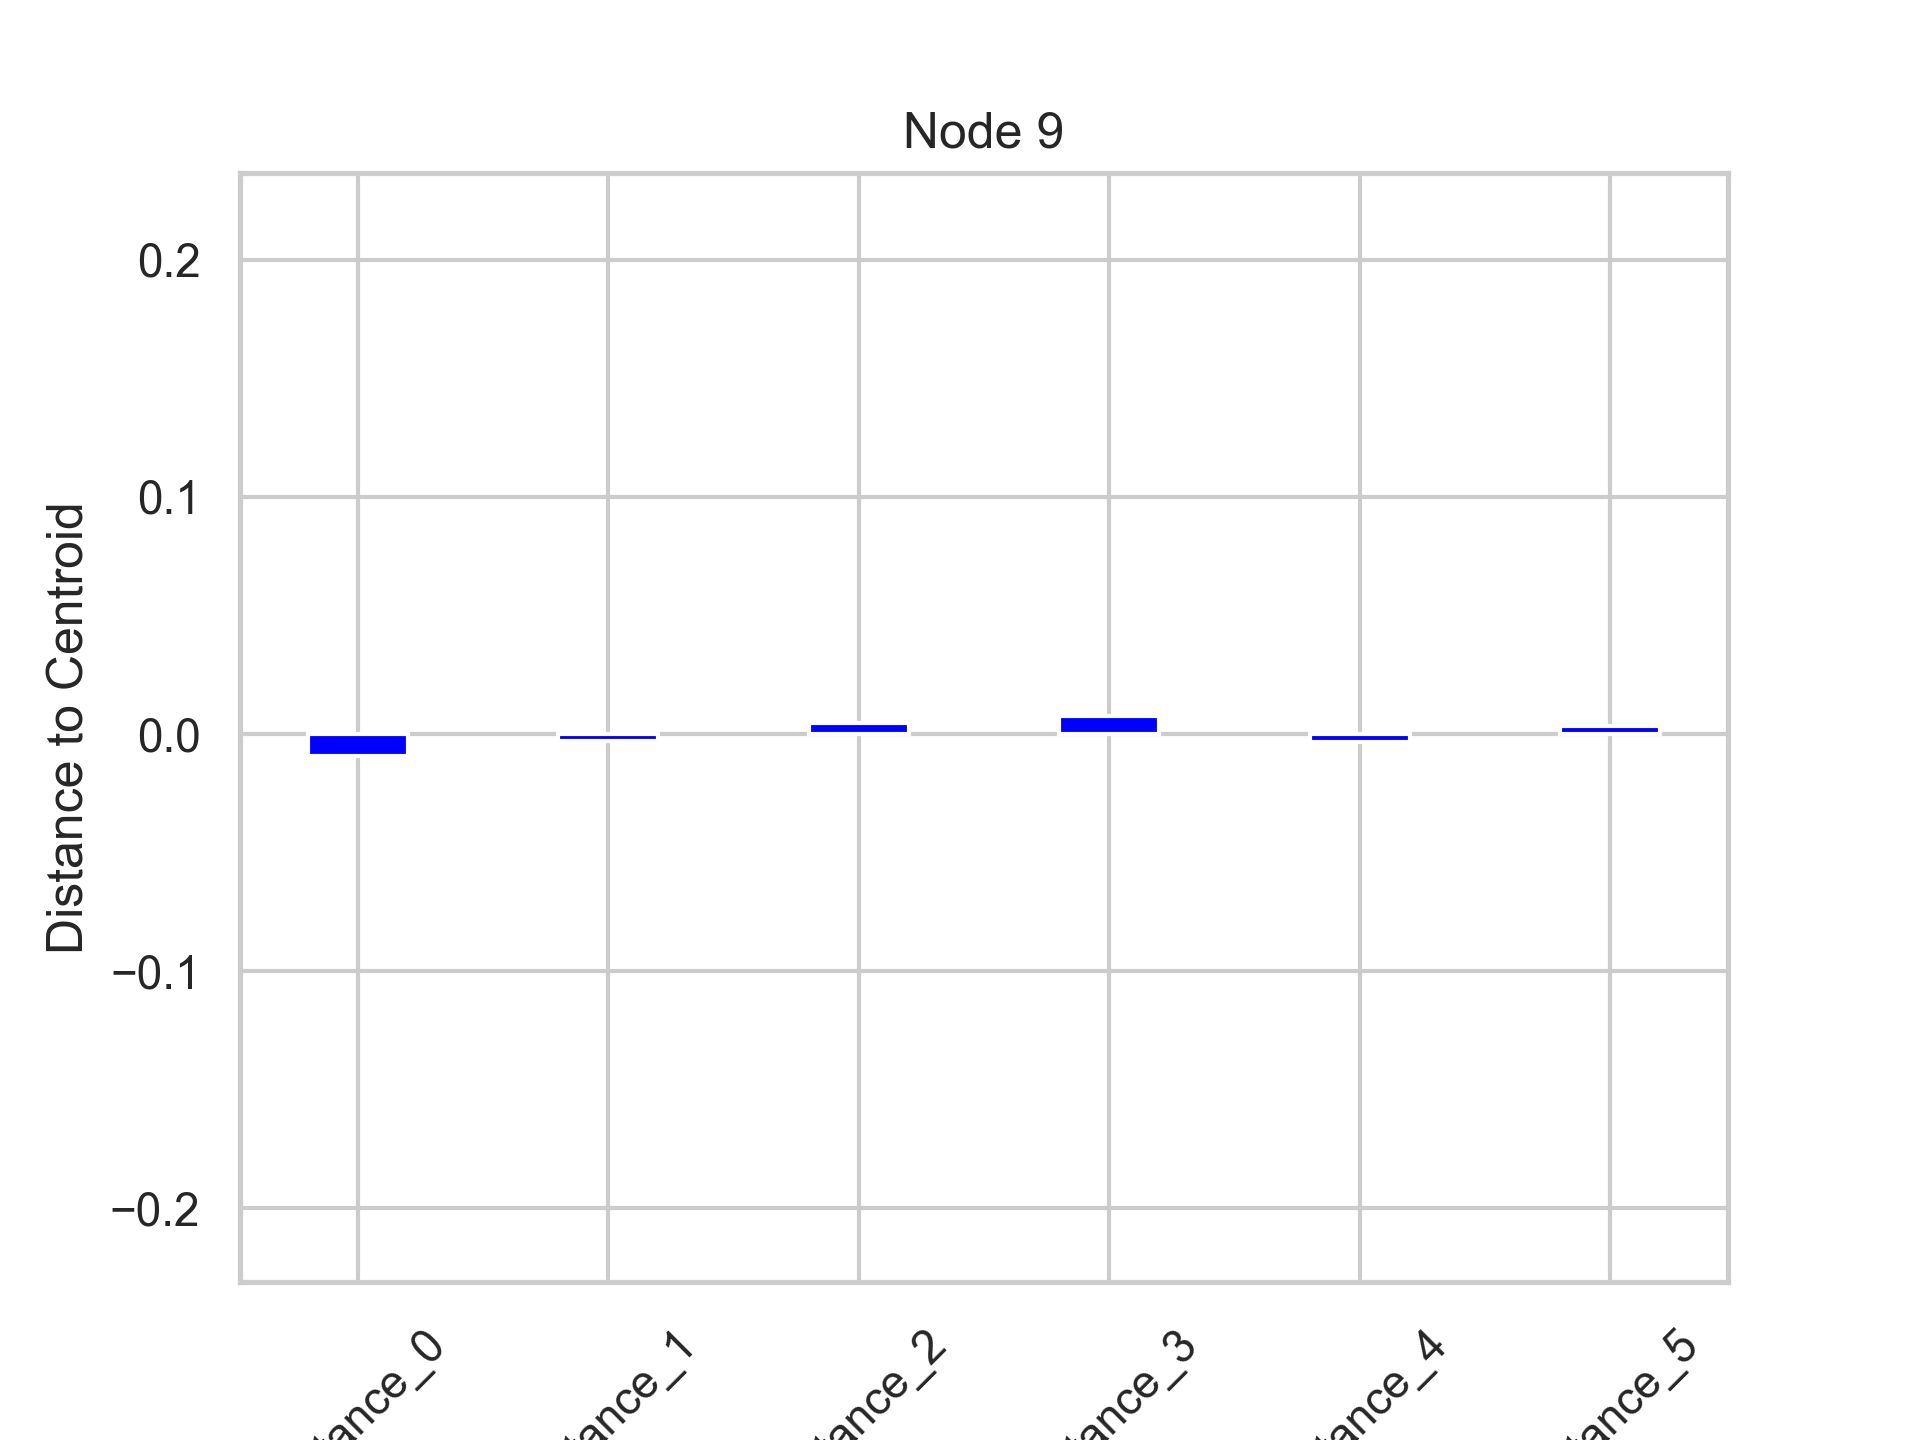 Node 9
Distance to Centroid
0.2
0.1
0.0
−0.1
−0.2
tance_0
tance_1
tance_2
tance_3
tance_4
tance_5